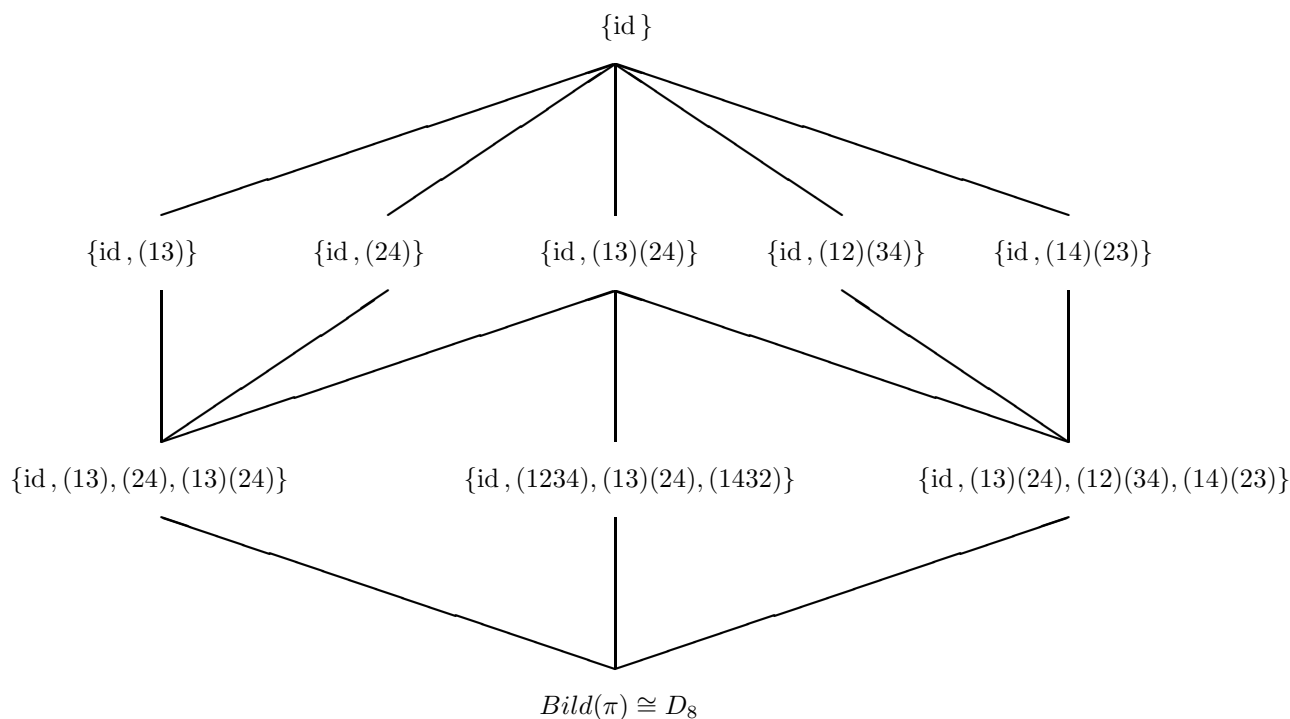 {id}
{id, (13)} {id, (24)} {id, (13)(24)} {id, (12)(34)} {id, (14)(23)}
{id, (13), (24), (13)(24)} {id, (1234), (13)(24), (1432)} {id, (13)(24), (12)(34), (14)(23)}
Bild(π) ≅ D₈